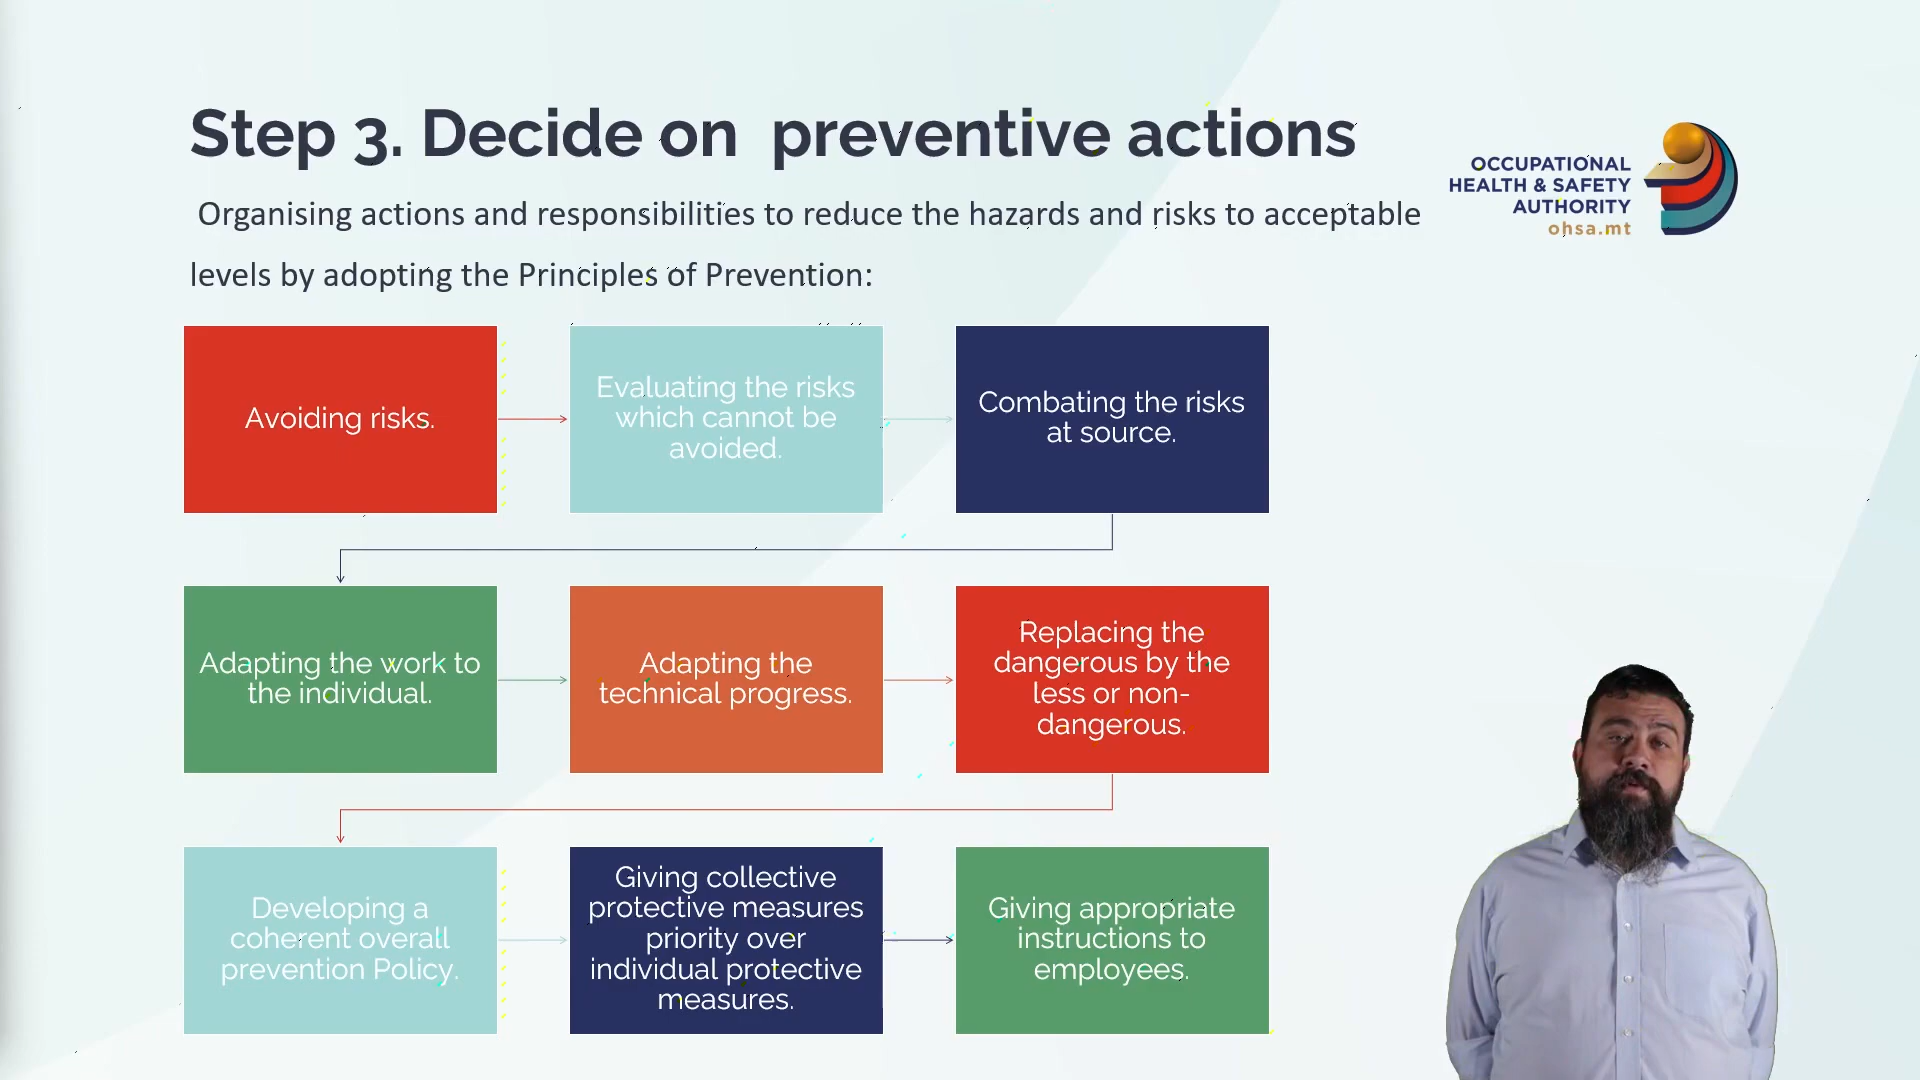 Step 3. Decide on  preventive actions
Organising actions and responsibilities to reduce the hazards and risks to acceptable
levels by adopting the Principles of Prevention:
OCCUPATIONAL
HEALTH & SAFETY
AUTHORITY
ohsa.mt
Avoiding risks.
Evaluating the risks
which cannot be
avoided.
Combating the risks
at source.
Adapting the work to
the individual.
Adapting the
technical progress.
Replacing the
dangerous by the
less or non-
dangerous.
Developing a
coherent overall
prevention Policy.
Giving collective
protective measures
priority over
individual protective
measures.
Giving appropriate
instructions to
employees.